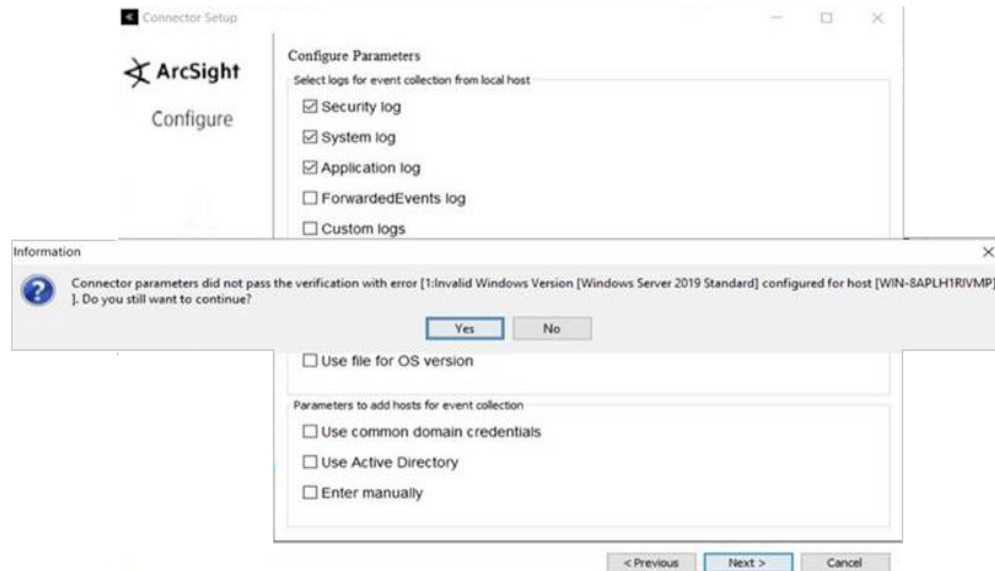 Connector Setup
ArcSight
Configure
Configure Parameters
Select logs for event collection from local host
Security log
System log
Application log
ForwardedEvents log
Custom logs
Information
Connector parameters did not pass the verification with error [1:Invalid Windows Version [Windows Server 2019 Standard] configured for host [WIN-8APLH1RIVMP]
]. Do you still want to continue?
Yes No
Use file for OS version
Parameters to add hosts for event collection
Use common domain credentials
Use Active Directory
Enter manually
< Previous Next > Cancel